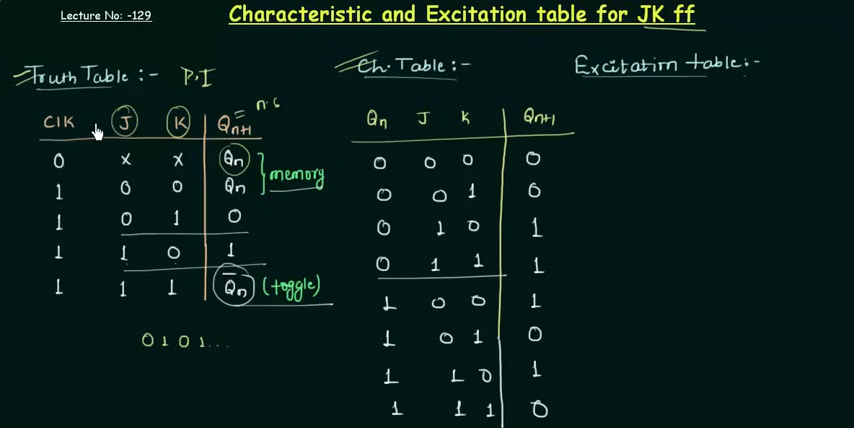 Lecture No: -129
Characteristic and Excitation table for JK ff
Truth Table :- P.I
ClK J K Qn+1 = n.s
0 x x Qn
1 0 0 Qn
memory
1 0 1 0
1 1 0 1
1 1 1 Q̅n (toggle)
0 1 0 1 ...
Ch. Table :-
Qn J K Qn+1
0 0 0 0
0 0 1 0
0 1 0 1
0 1 1 1
1 0 0 1
1 0 1 0
1 1 0 1
1 1 1 0
Excitation table:-